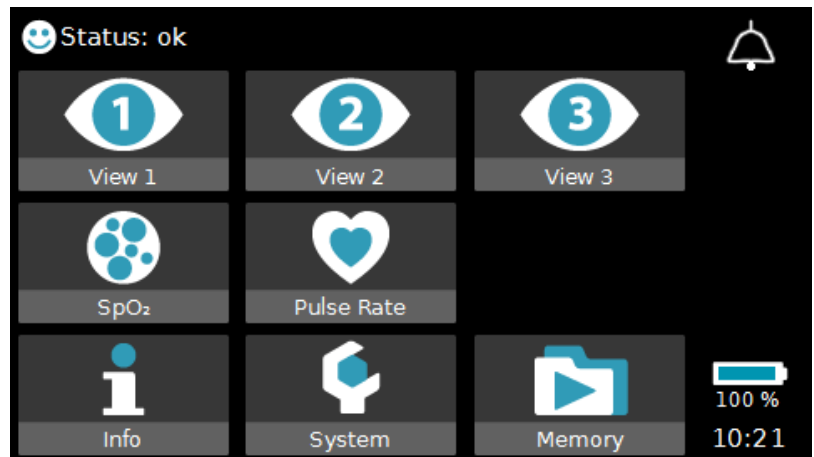 Status: ok
1 2 3
View 1 View 2 View 3
SpO₂ Pulse Rate
Info System Memory
100 %
10:21